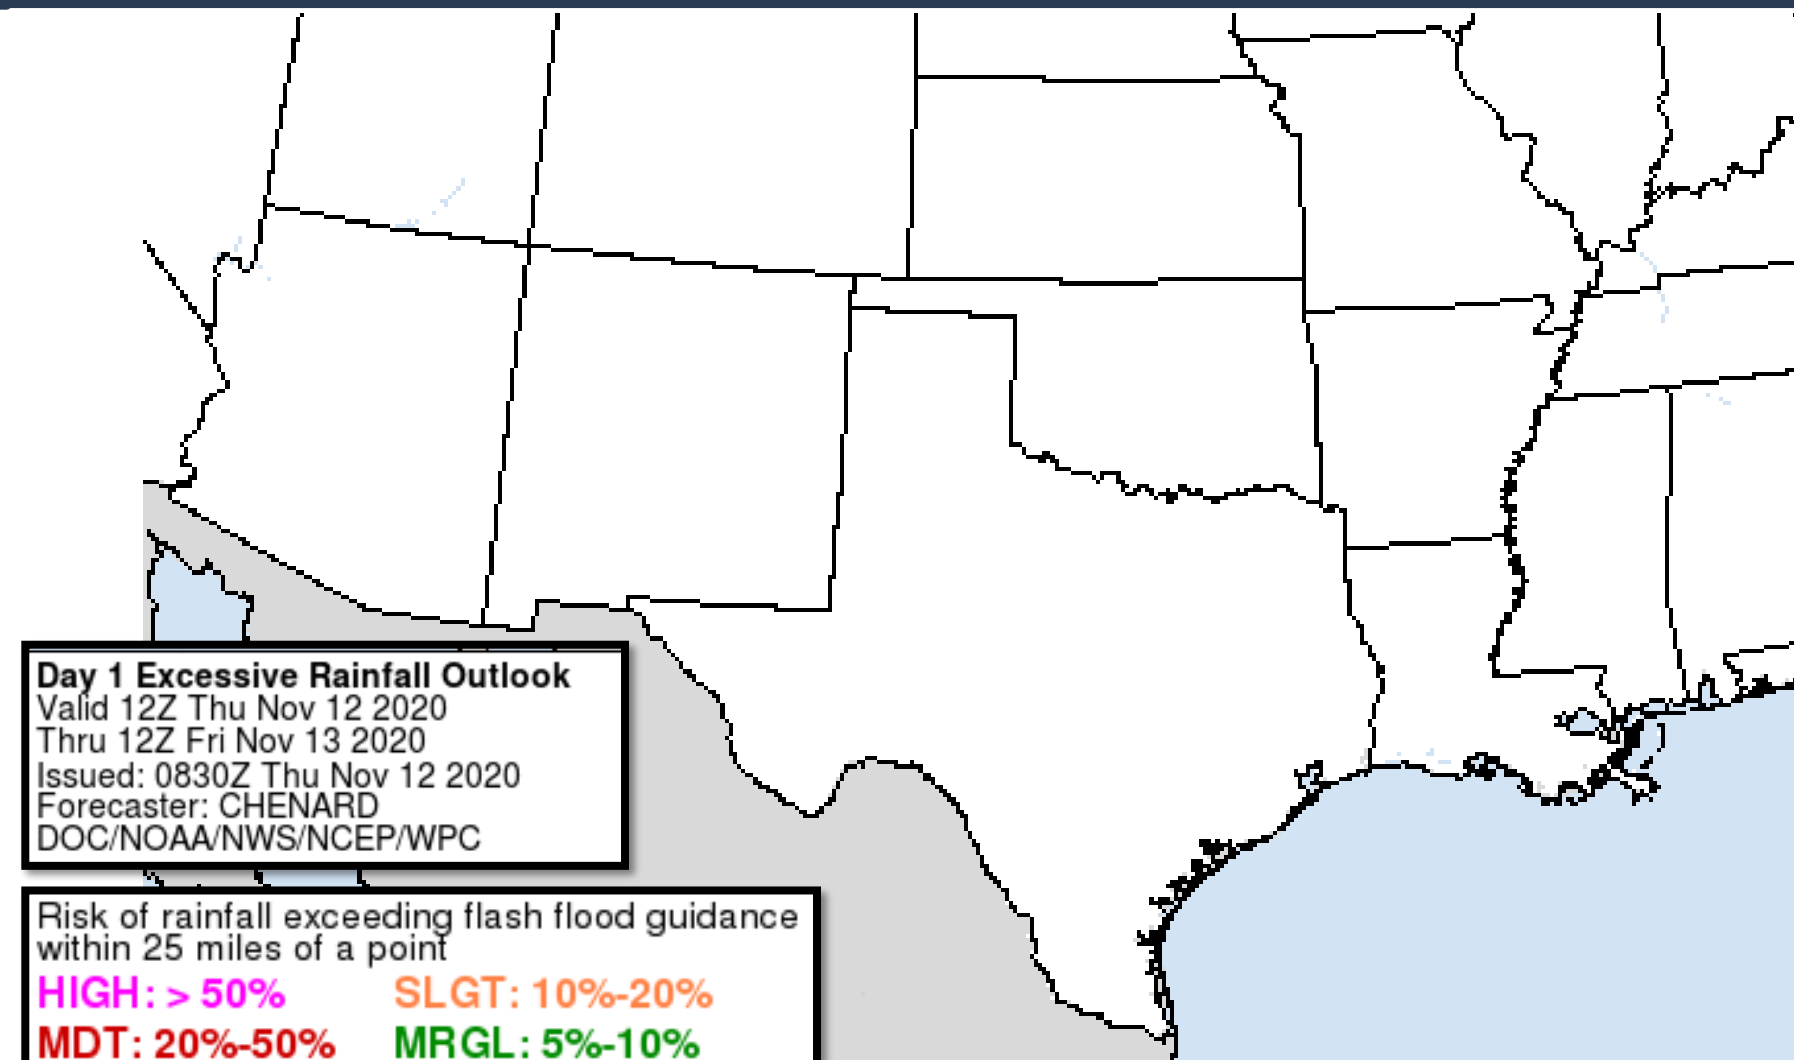 Day 1 Excessive Rainfall Outlook
Valid 12Z Thu Nov 12 2020
Thru 12Z Fri Nov 13 2020
Issued: 0830Z Thu Nov 12 2020
Forecaster: CHENARD
DOC/NOAA/NWS/NCEP/WPC
Risk of rainfall exceeding flash flood guidance
within 25 miles of a point
HIGH: > 50% SLGT: 10%-20%
MDT: 20%-50% MRGL: 5%-10%